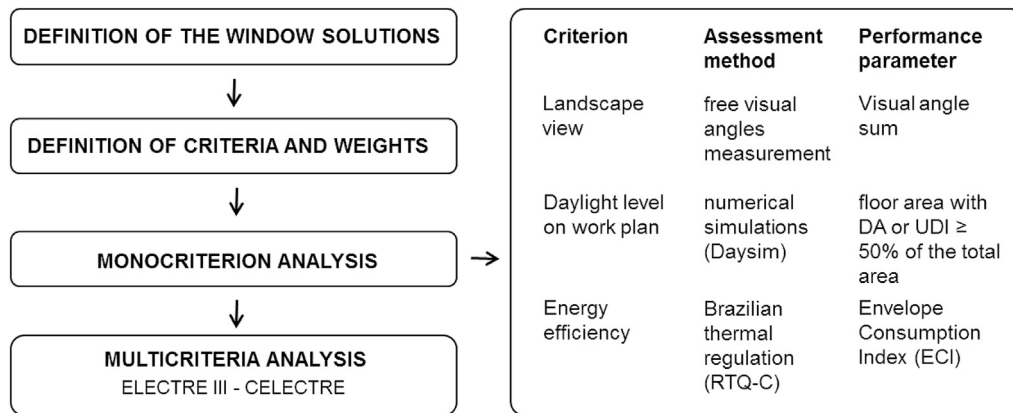 DEFINITION OF THE WINDOW SOLUTIONS
DEFINITION OF CRITERIA AND WEIGHTS
MONOCRITERION ANALYSIS
MULTICRITERIA ANALYSIS
ELECTRE III - CELECTRE
Criterion
Assessment
method
Performance
parameter
Landscape
view
free visual
angles
measurement
Visual angle
sum
Daylight level
on work plan
numerical
simulations
(Daysim)
floor area with
DA or UDI ≥
50% of the total
area
Energy
efficiency
Brazilian
thermal
regulation
(RTQ-C)
Envelope
Consumption
Index (ECI)